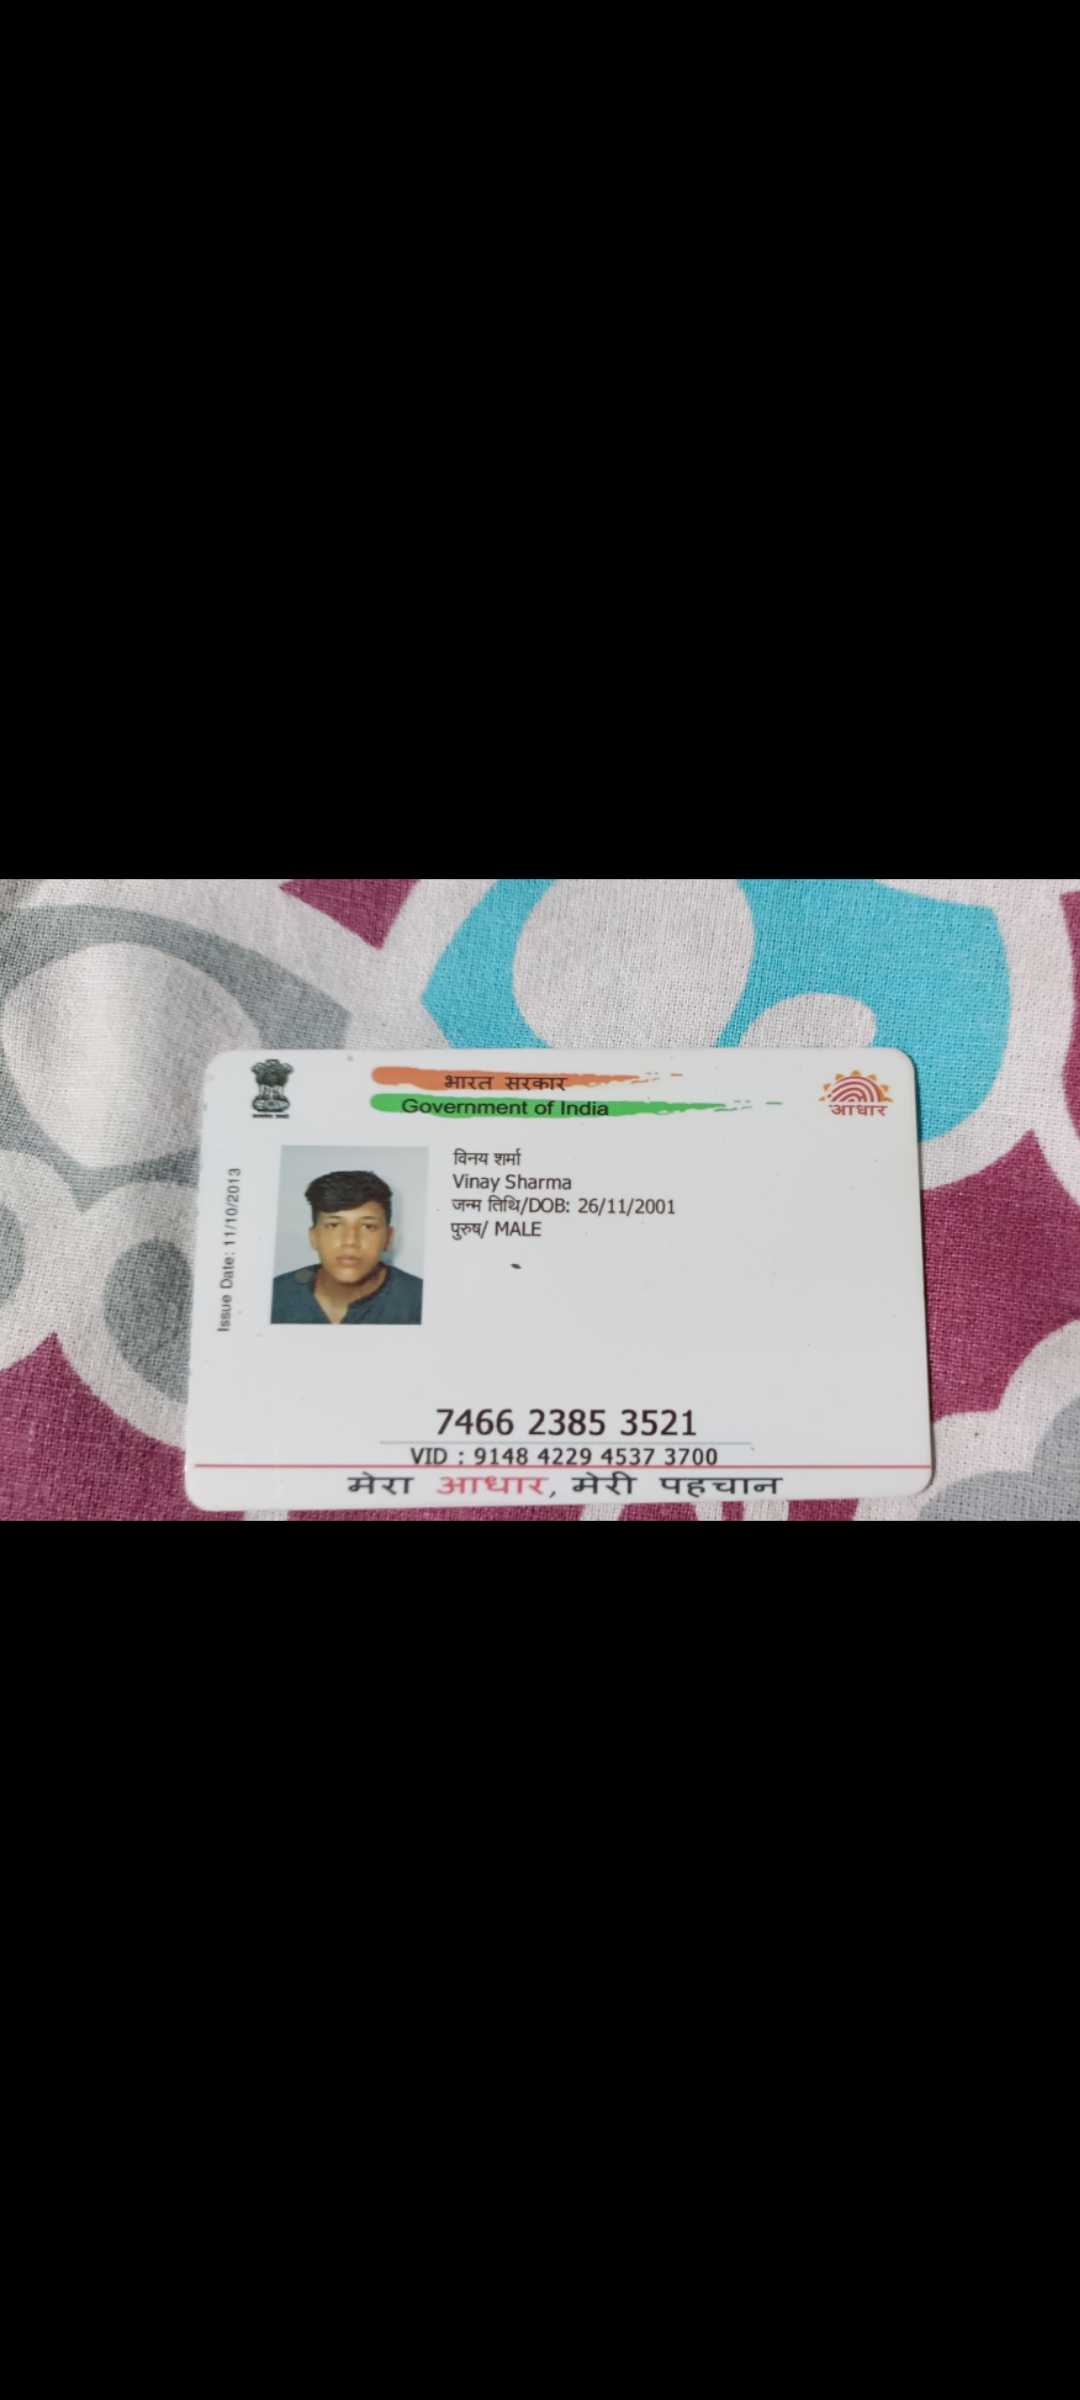 भारत सरकार
Government of India
आधार
Issue Date: 11/10/2013
विनय शर्मा
Vinay Sharma
जन्म तिथि/DOB: 26/11/2001
पुरुष/ MALE
7466 2385 3521
VID : 9148 4229 4537 3700
मेरा आधार, मेरी पहचान